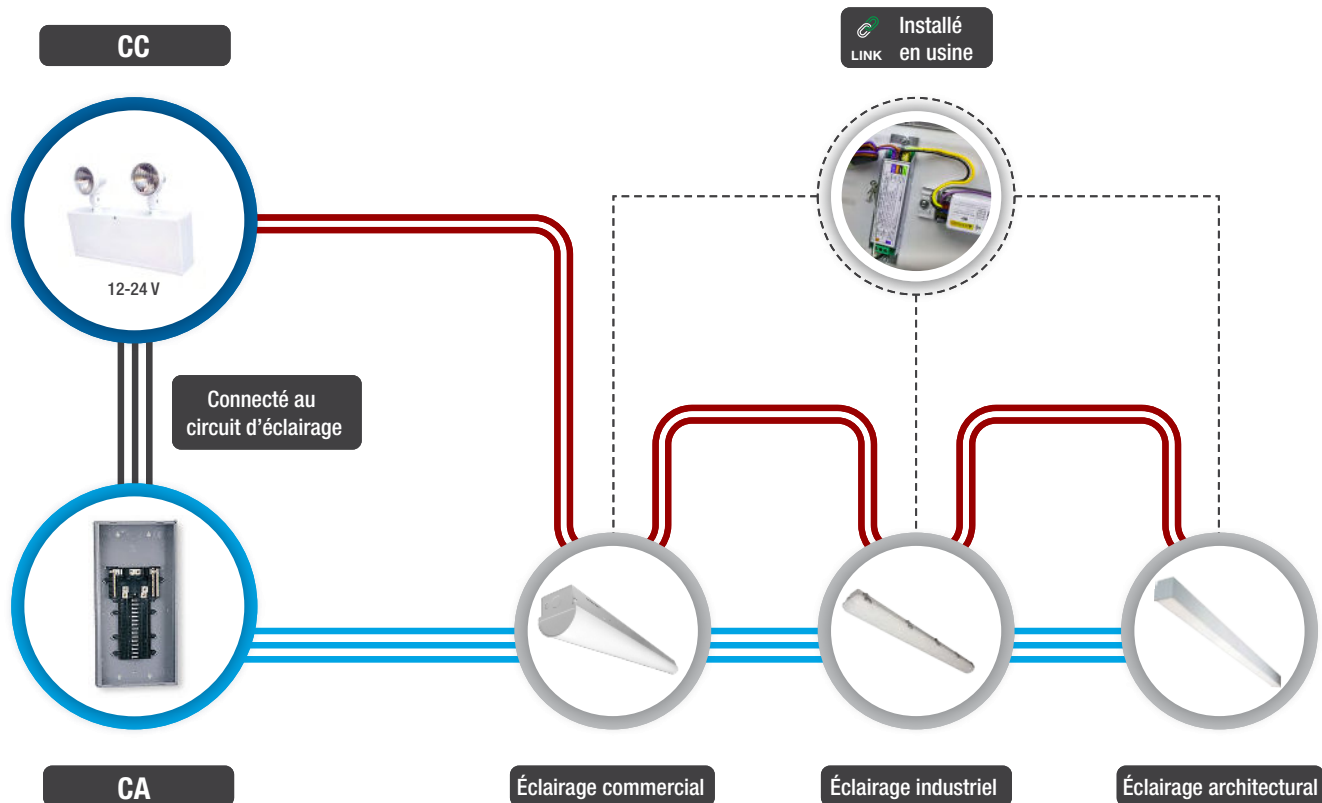 CC
Installé
LINK en usine
12-24 V
Connecté au
circuit d'éclairage
CA
Éclairage commercial
Éclairage industriel
Éclairage architectural